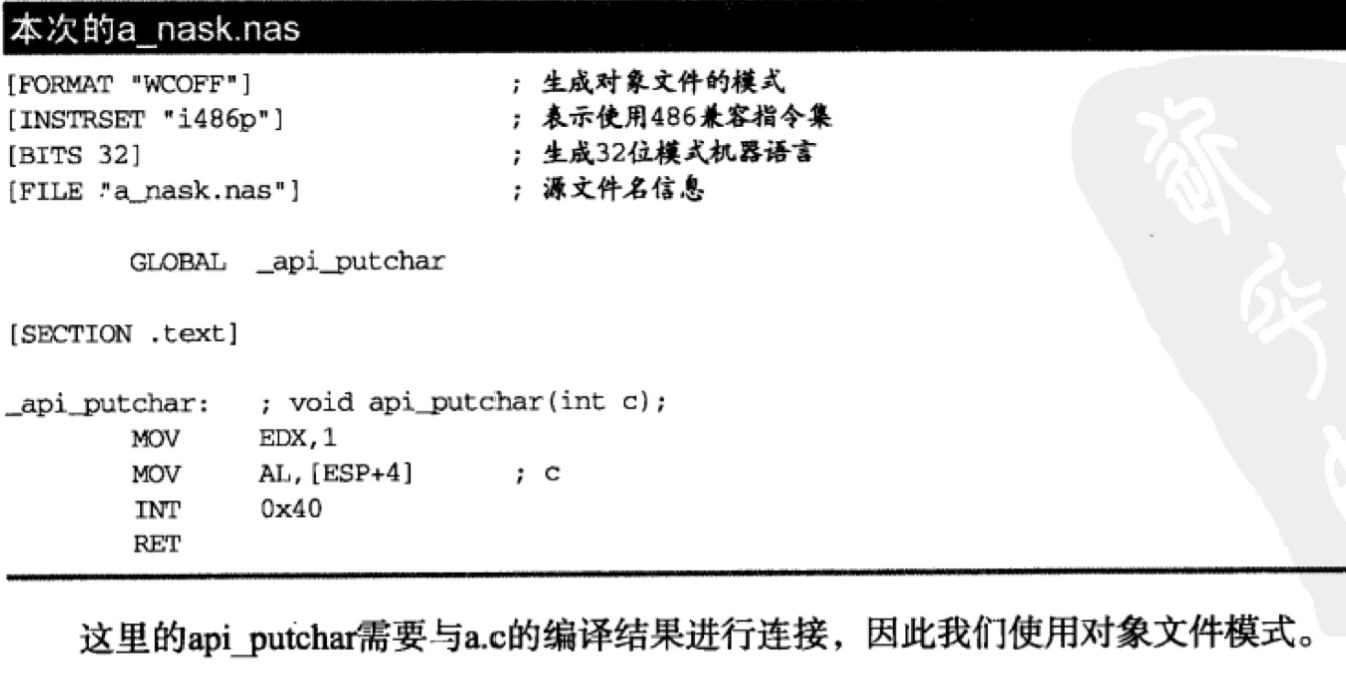 本次的a_nask.nas
[FORMAT "WCOFF"] ; 生成对象文件的模式
[INSTRSET "i486p"] ; 表示使用486兼容指令集
[BITS 32] ; 生成32位模式机器语言
[FILE "a_nask.nas"] ; 源文件名信息
GLOBAL _api_putchar
[SECTION .text]
_api_putchar: ; void api_putchar(int c);
MOV EDX,1
MOV AL,[ESP+4] ; c
INT 0x40
RET
这里的api_putchar需要与a.c的编译结果进行连接，因此我们使用对象文件模式。